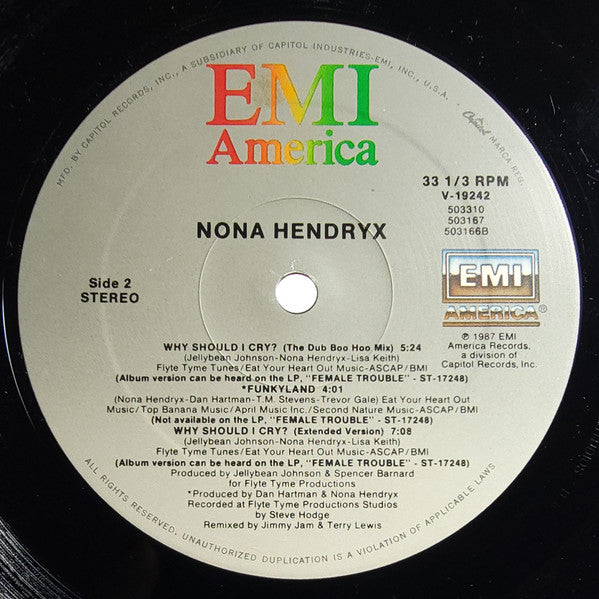 MFD. BY CAPITOL RECORDS, INC., A SUBSIDIARY OF CAPITOL INDUSTRIES-EMI, INC., U.S.A.
Capitol MARCA REG.
EMI
America
33 1/3 RPM
V-19242
503310
503167
503166B
NONA HENDRYX
Side 2
STEREO
EMI
AMERICA®
℗ 1987 EMI
America Records,
a division of
Capitol Records, Inc.
WHY SHOULD I CRY? (The Dub Boo Hoo Mix) 5:24
(Jellybean Johnson-Nona Hendryx-Lisa Keith)
Flyte Tyme Tunes/Eat Your Heart Out Music-ASCAP/BMI
(Album version can be heard on the LP, "FEMALE TROUBLE" - ST-17248)
*FUNKYLAND 4:01
(Nona Hendryx-Dan Hartman-T.M. Stevens-Trevor Gale) Eat Your Heart Out
Music/Top Banana Music/April Music Inc./Second Nature Music-ASCAP/BMI
(Not available on the LP, "FEMALE TROUBLE" - ST-17248)
WHY SHOULD I CRY? (Extended Version) 7:08
(Jellybean Johnson-Nona Hendryx-Lisa Keith)
Flyte Tyme Tunes/Eat Your Heart Out Music-ASCAP/BMI
(Album version can be heard on the LP, "FEMALE TROUBLE" - ST-17248)
Produced by Jellybean Johnson & Spencer Barnard
for Flyte Tyme Productions
*Produced by Dan Hartman & Nona Hendryx
Recorded at Flyte Tyme Productions Studios
by Steve Hodge
Remixed by Jimmy Jam & Terry Lewis
ALL RIGHTS RESERVED. UNAUTHORIZED DUPLICATION IS A VIOLATION OF APPLICABLE LAWS